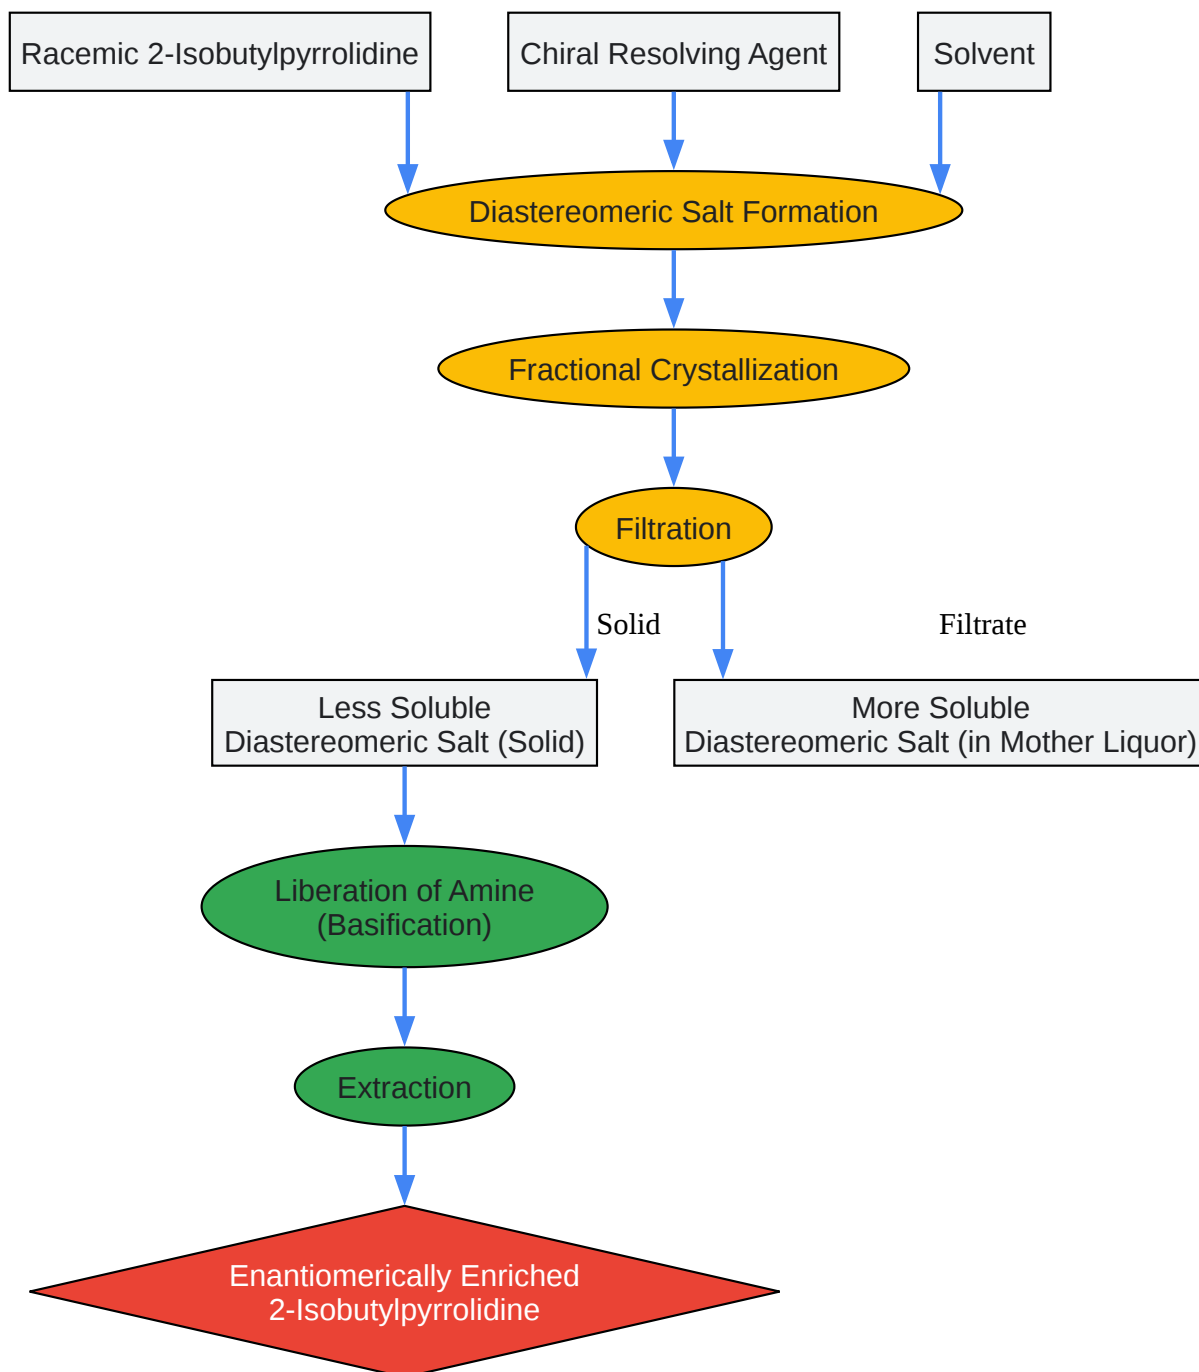 Racemic 2-Isobutylpyrrolidine
Chiral Resolving Agent
Solvent
Diastereomeric Salt Formation
Fractional Crystallization
Filtration
Solid
Filtrate
Less Soluble
Diastereomeric Salt (Solid)
More Soluble
Diastereomeric Salt (in Mother Liquor)
Liberation of Amine
(Basification)
Extraction
Enantiomerically Enriched
2-Isobutylpyrrolidine